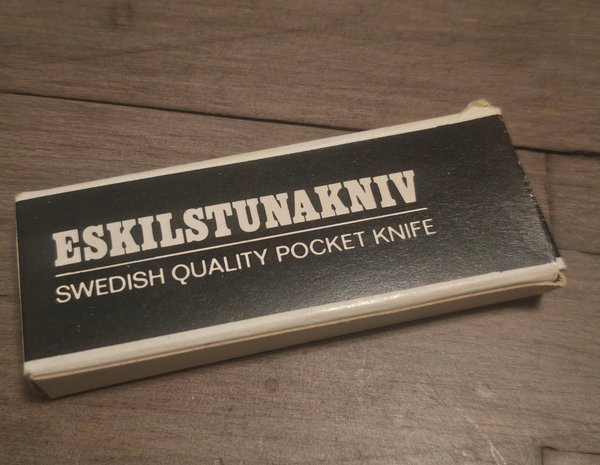 ESKILSTUNAKNIV
SWEDISH QUALITY POCKET KNIFE